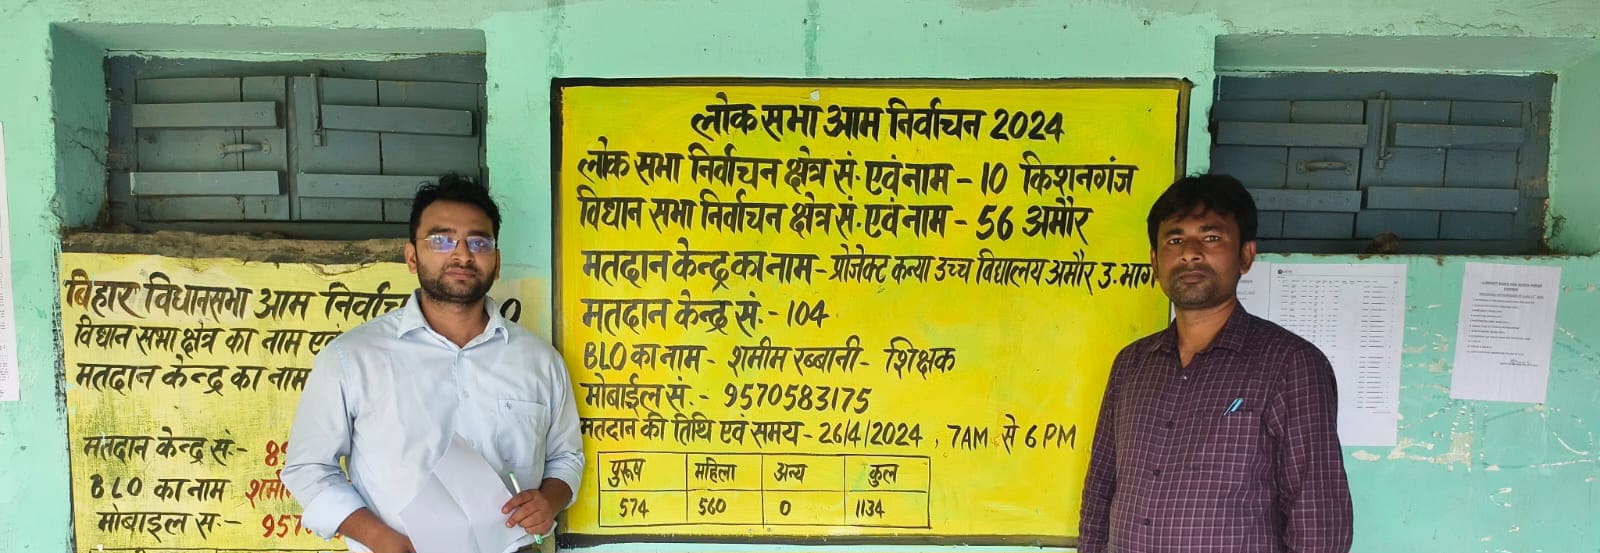 लोक सभा आम निर्वाचन 2024
लोक सभा निर्वाचन क्षेत्र सं. एवं नाम - 10 किशनगंज
विधान सभा निर्वाचन क्षेत्र सं. एवं नाम - 56 अमौर
मतदान केन्द्र का नाम - प्रोजेक्ट कन्या उच्च विद्यालय अमौर उ. भाग
मतदान केन्द्र सं. - 104
BLO का नाम - शमीम रब्बानी - शिक्षक
मोबाईल सं. - 9570583175
मतदान की तिथि एवं समय - 26/4/2024, 7AM से 6 PM
पुरूष महिला अन्य कुल
574 560 0 1134
बिहार विधानसभा आम
विधान सभा क्षेत्र का नाम
मतदान केन्द्र का नाम
मतदान केन्द्र सं. -
BLO का नाम
मोबाइल स. -